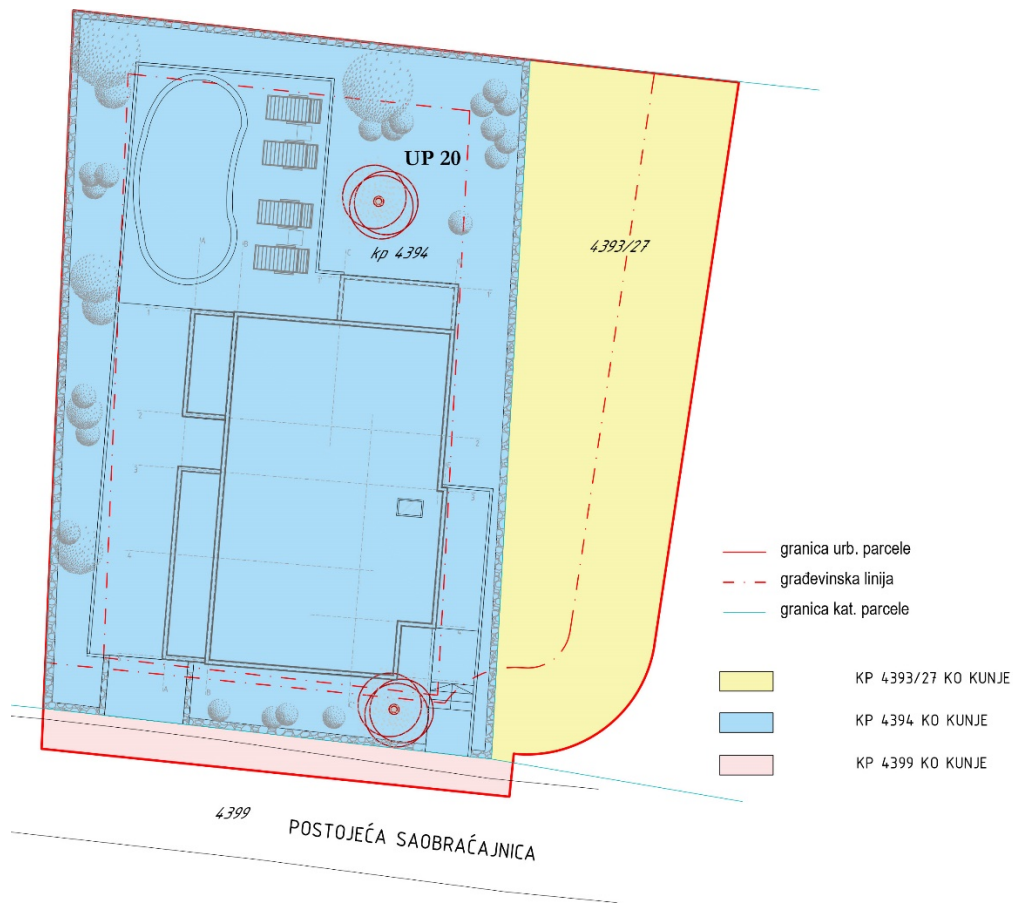 UP 20
kp 4394
4393/27
granica urb. parcele
građevinska linija
granica kat. parcele
KP 4393/27 KO KUNJE
KP 4394 KO KUNJE
KP 4399 KO KUNJE
4399
POSTOJEĆA SAOBRAĆAJNICA